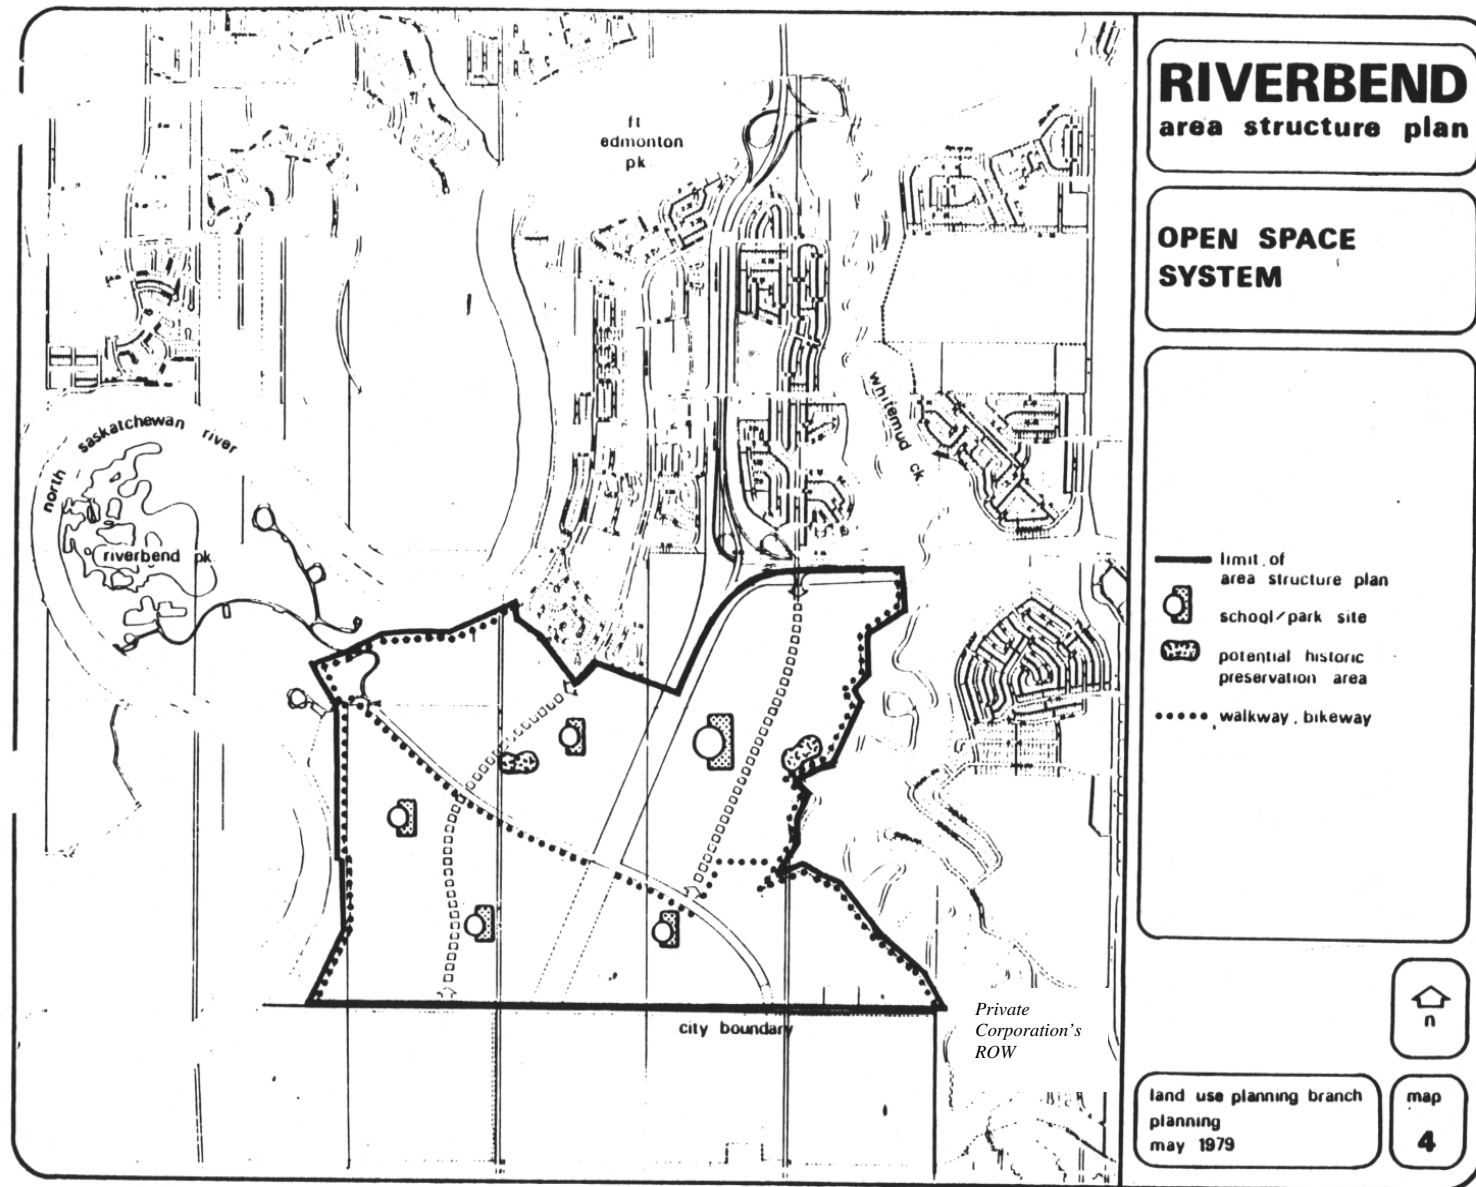 RIVERBEND
area structure plan
OPEN SPACE
SYSTEM
ft
edmonton
pk
whitemud ck
north saskatchewan river
riverbend pk
limit of
area structure plan
school/park site
potential historic
preservation area
walkway, bikeway
city boundary
Private
Corporation's
ROW
n
land use planning branch
planning
may 1979
map
4